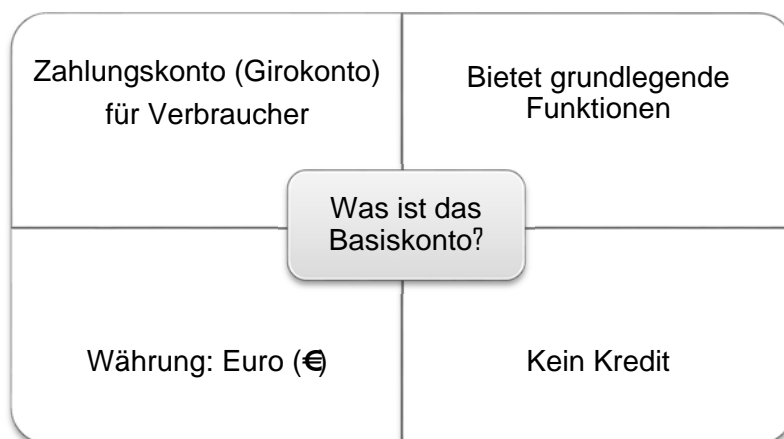 Zahlungskonto (Girokonto)
für Verbraucher
Bietet grundlegende
Funktionen
Was ist das
Basiskonto?
Währung: Euro (€)
Kein Kredit